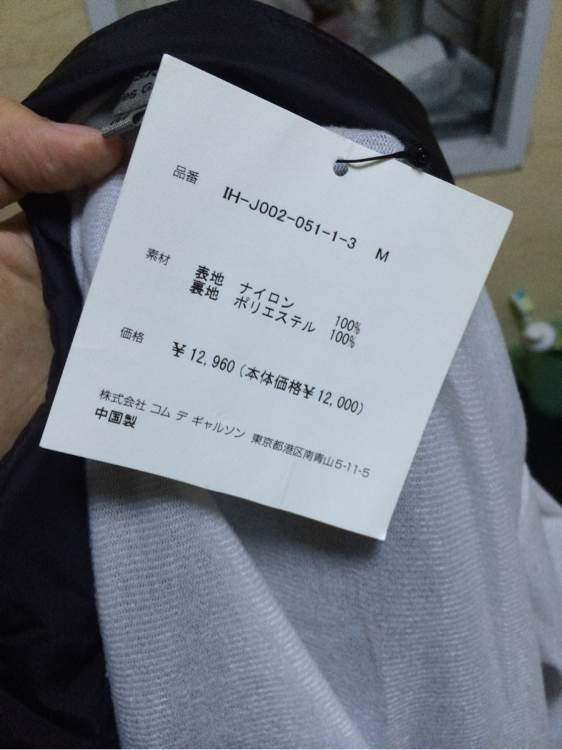 品番 IH-J002-051-1-3 M
素材 表地 ナイロン 100%
裏地 ポリエステル 100%
価格 ¥12,960(本体価格¥12,000)
株式会社 コム デ ギャルソン 東京都港区南青山5-11-5
中国製